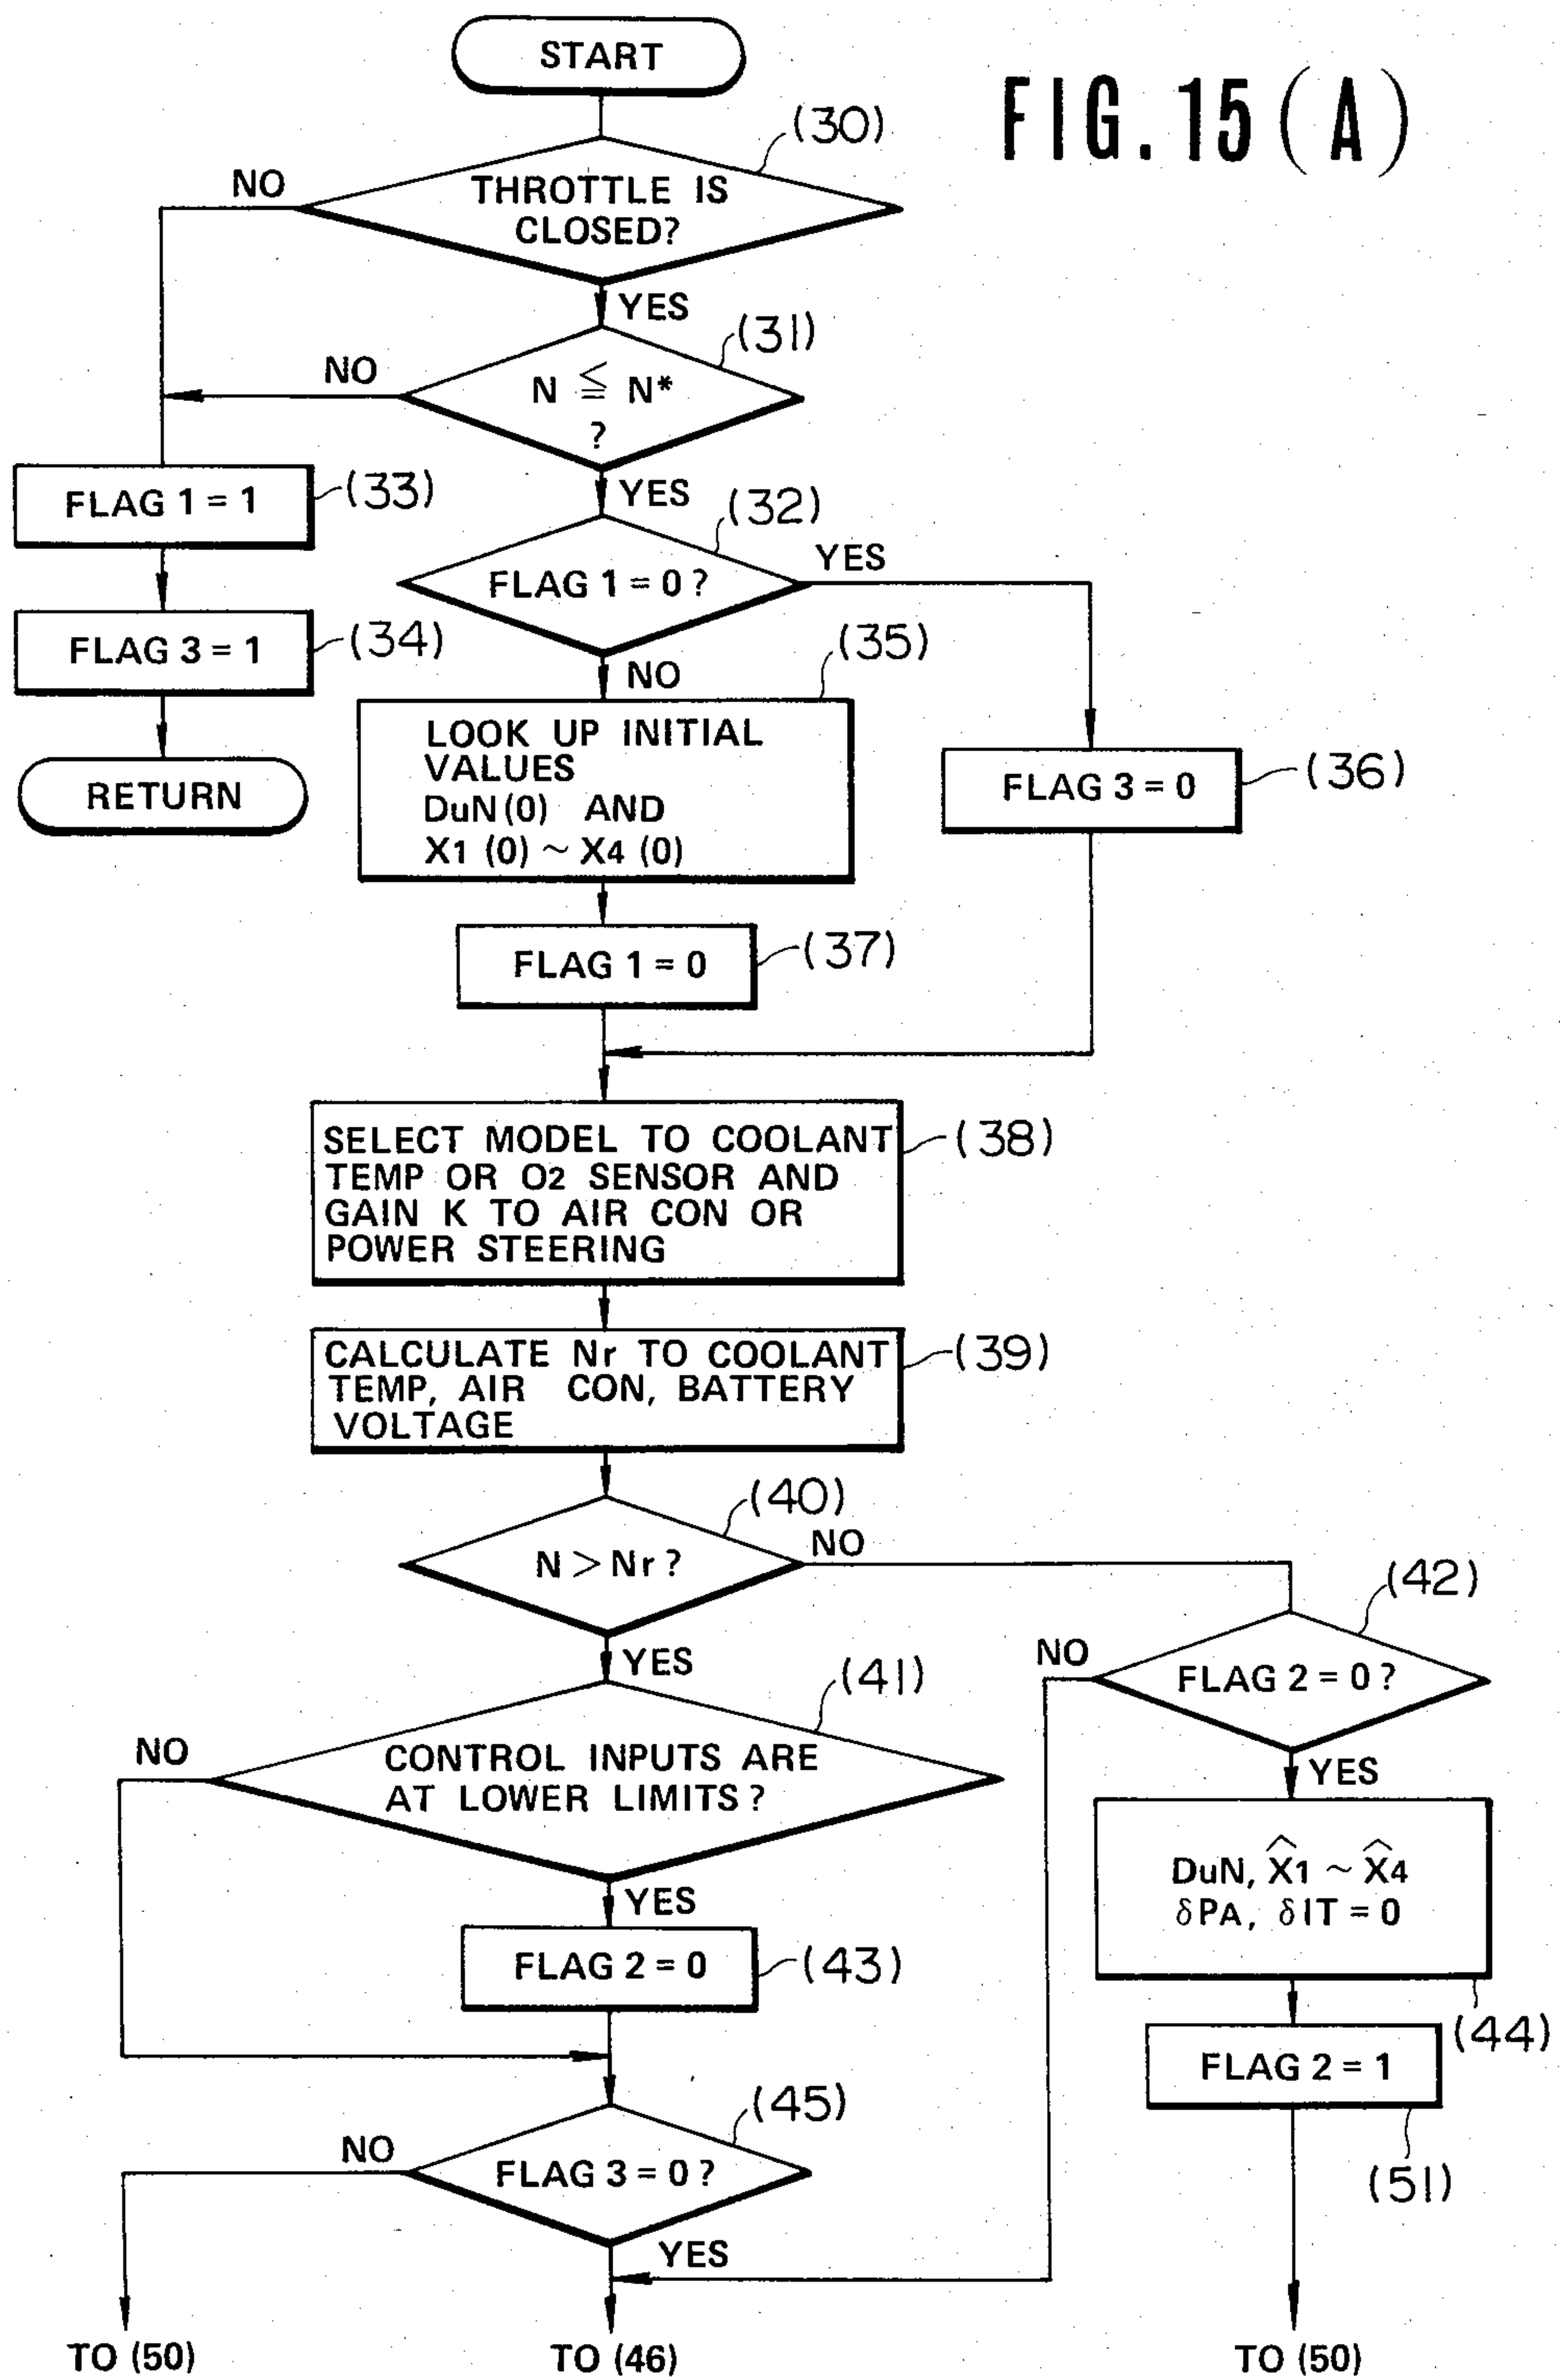 START
FIG. 15 (A)
(30)
NO
THROTTLE IS
CLOSED?
YES
(31)
NO
N ≦ N*
?
(33)
FLAG 1 = 1
YES
(32)
YES
FLAG 1 = 0 ?
FLAG 3 = 1
(34)
(35)
NO
LOOK UP INITIAL
VALUES
DuN (0) AND
X1 (0) ~ X4 (0)
RETURN
FLAG 3 = 0
(36)
FLAG 1 = 0
(37)
SELECT MODEL TO COOLANT
TEMP OR O2 SENSOR AND
GAIN K TO AIR CON OR
POWER STEERING
(38)
CALCULATE Nr TO COOLANT
TEMP, AIR CON, BATTERY
VOLTAGE
(39)
(40)
N > Nr ?
NO
(42)
YES
NO
FLAG 2 = 0 ?
(41)
NO
CONTROL INPUTS ARE
AT LOWER LIMITS ?
YES
DuN, X̂1 ~ X̂4
δPA, δIT = 0
YES
FLAG 2 = 0
(43)
(44)
FLAG 2 = 1
(45)
NO
FLAG 3 = 0 ?
(51)
YES
TO (50)
TO (46)
TO (50)